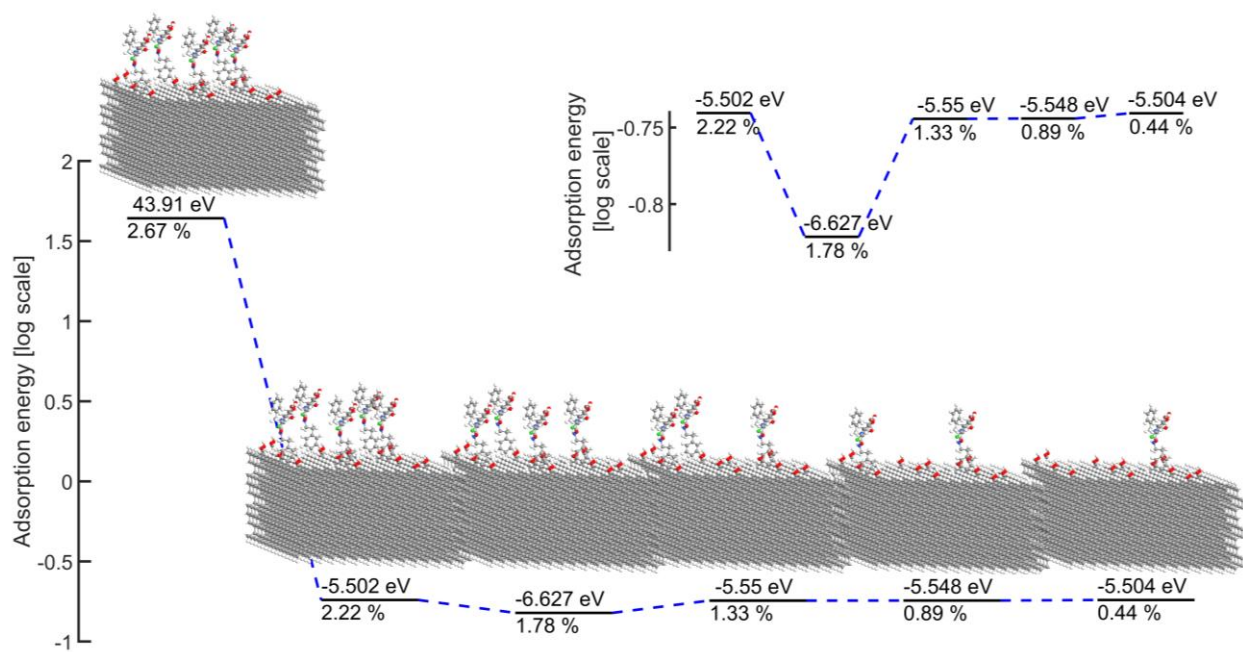 Adsorption energy [log scale]
2
1.5
1
0.5
0
-0.5
-1
43.91 eV
2.67 %
-5.502 eV
2.22 %
-6.627 eV
1.78 %
-5.55 eV
1.33 %
-5.548 eV
0.89 %
-5.504 eV
0.44 %
Adsorption energy
[log scale]
-0.75
-0.8
-5.502 eV
2.22 %
-6.627 eV
1.78 %
-5.55 eV
1.33 %
-5.548 eV
0.89 %
-5.504 eV
0.44 %